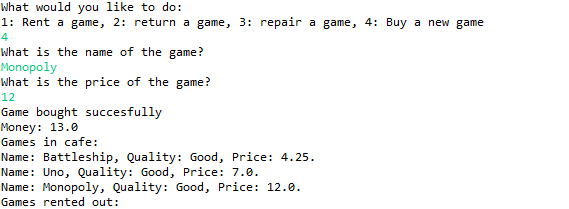 What would you like to do:
1: Rent a game, 2: return a game, 3: repair a game, 4: Buy a new game
4
What is the name of the game?
Monopoly
What is the price of the game?
12
Game bought succesfully
Money: 13.0
Games in cafe:
Name: Battleship, Quality: Good, Price: 4.25.
Name: Uno, Quality: Good, Price: 7.0.
Name: Monopoly, Quality: Good, Price: 12.0.
Games rented out: